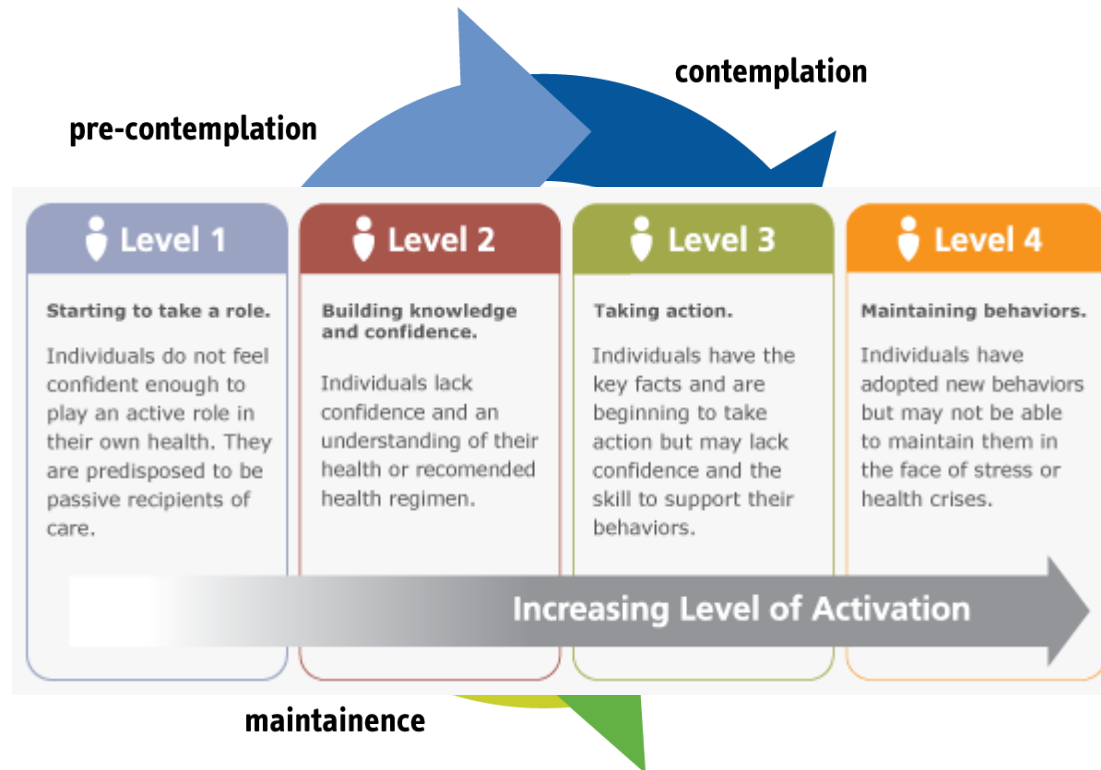 contemplation
pre-contemplation
Level 1
Starting to take a role.
Individuals do not feel
confident enough to
play an active role in
their own health. They
are predisposed to be
passive recipients of
care.
Level 2
Building knowledge
and confidence.
Individuals lack
confidence and an
understanding of their
health or recomended
health regimen.
Level 3
Taking action.
Individuals have the
key facts and are
beginning to take
action but may lack
confidence and the
skill to support their
behaviors.
Level 4
Maintaining behaviors.
Individuals have
adopted new behaviors
but may not be able
to maintain them in
the face of stress or
health crises.
Increasing Level of Activation
maintainence